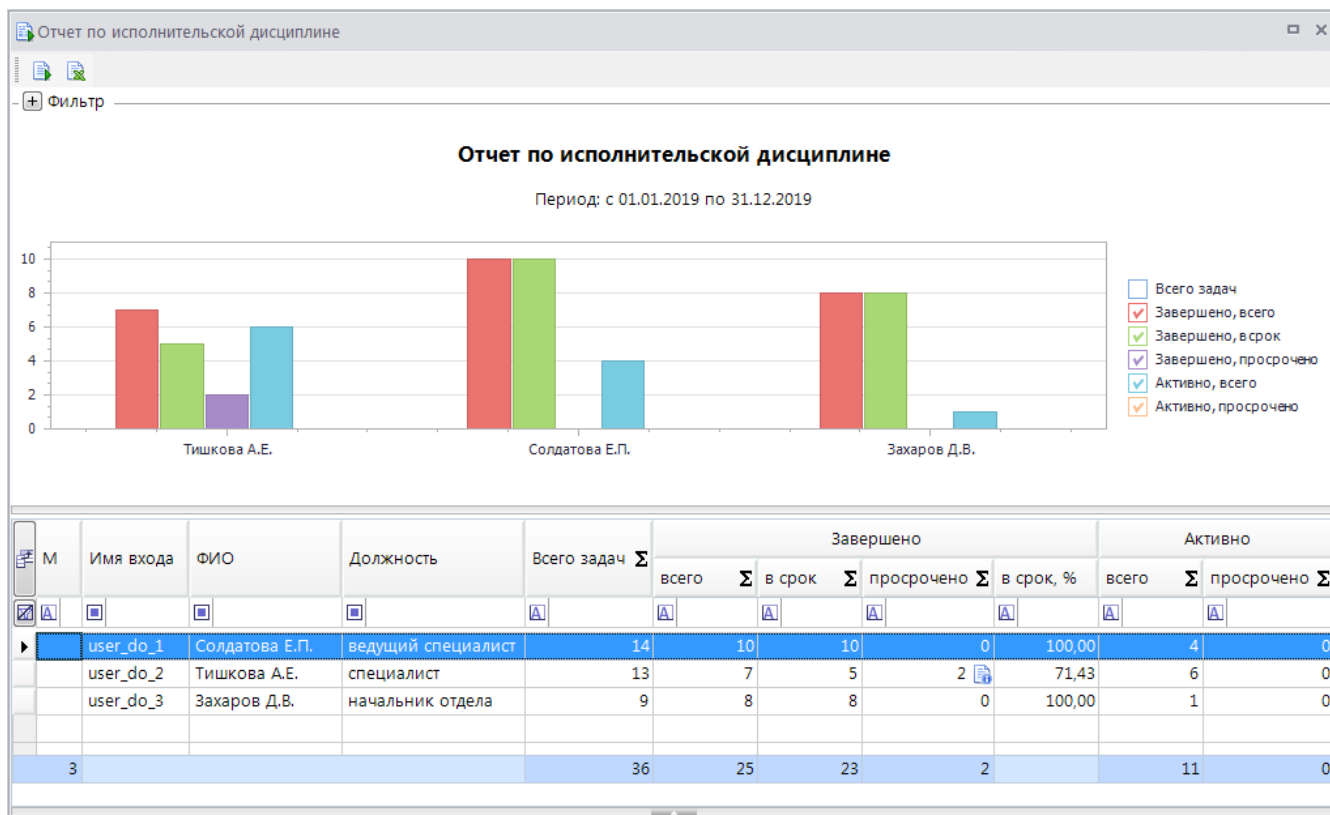 Отчет по исполнительской дисциплине
Фильтр
Отчет по исполнительской дисциплине
Период: с 01.01.2019 по 31.12.2019
10
8
6
4
2
0
Тишкова А.Е. Солдатова Е.П. Захаров Д.В.
Всего задач
Завершено, всего
Завершено, в срок
Завершено, просрочено
Активно, всего
Активно, просрочено
М Имя входа ФИО Должность Всего задач Σ Завершено Активно
всего Σ в срок Σ просрочено Σ в срок, % всего Σ просрочено Σ
user_do_1 Солдатова Е.П. ведущий специалист 14 10 10 0 100,00 4 0
user_do_2 Тишкова А.Е. специалист 13 7 5 2 71,43 6 0
user_do_3 Захаров Д.В. начальник отдела 9 8 8 0 100,00 1 0
3 36 25 23 2 11 0